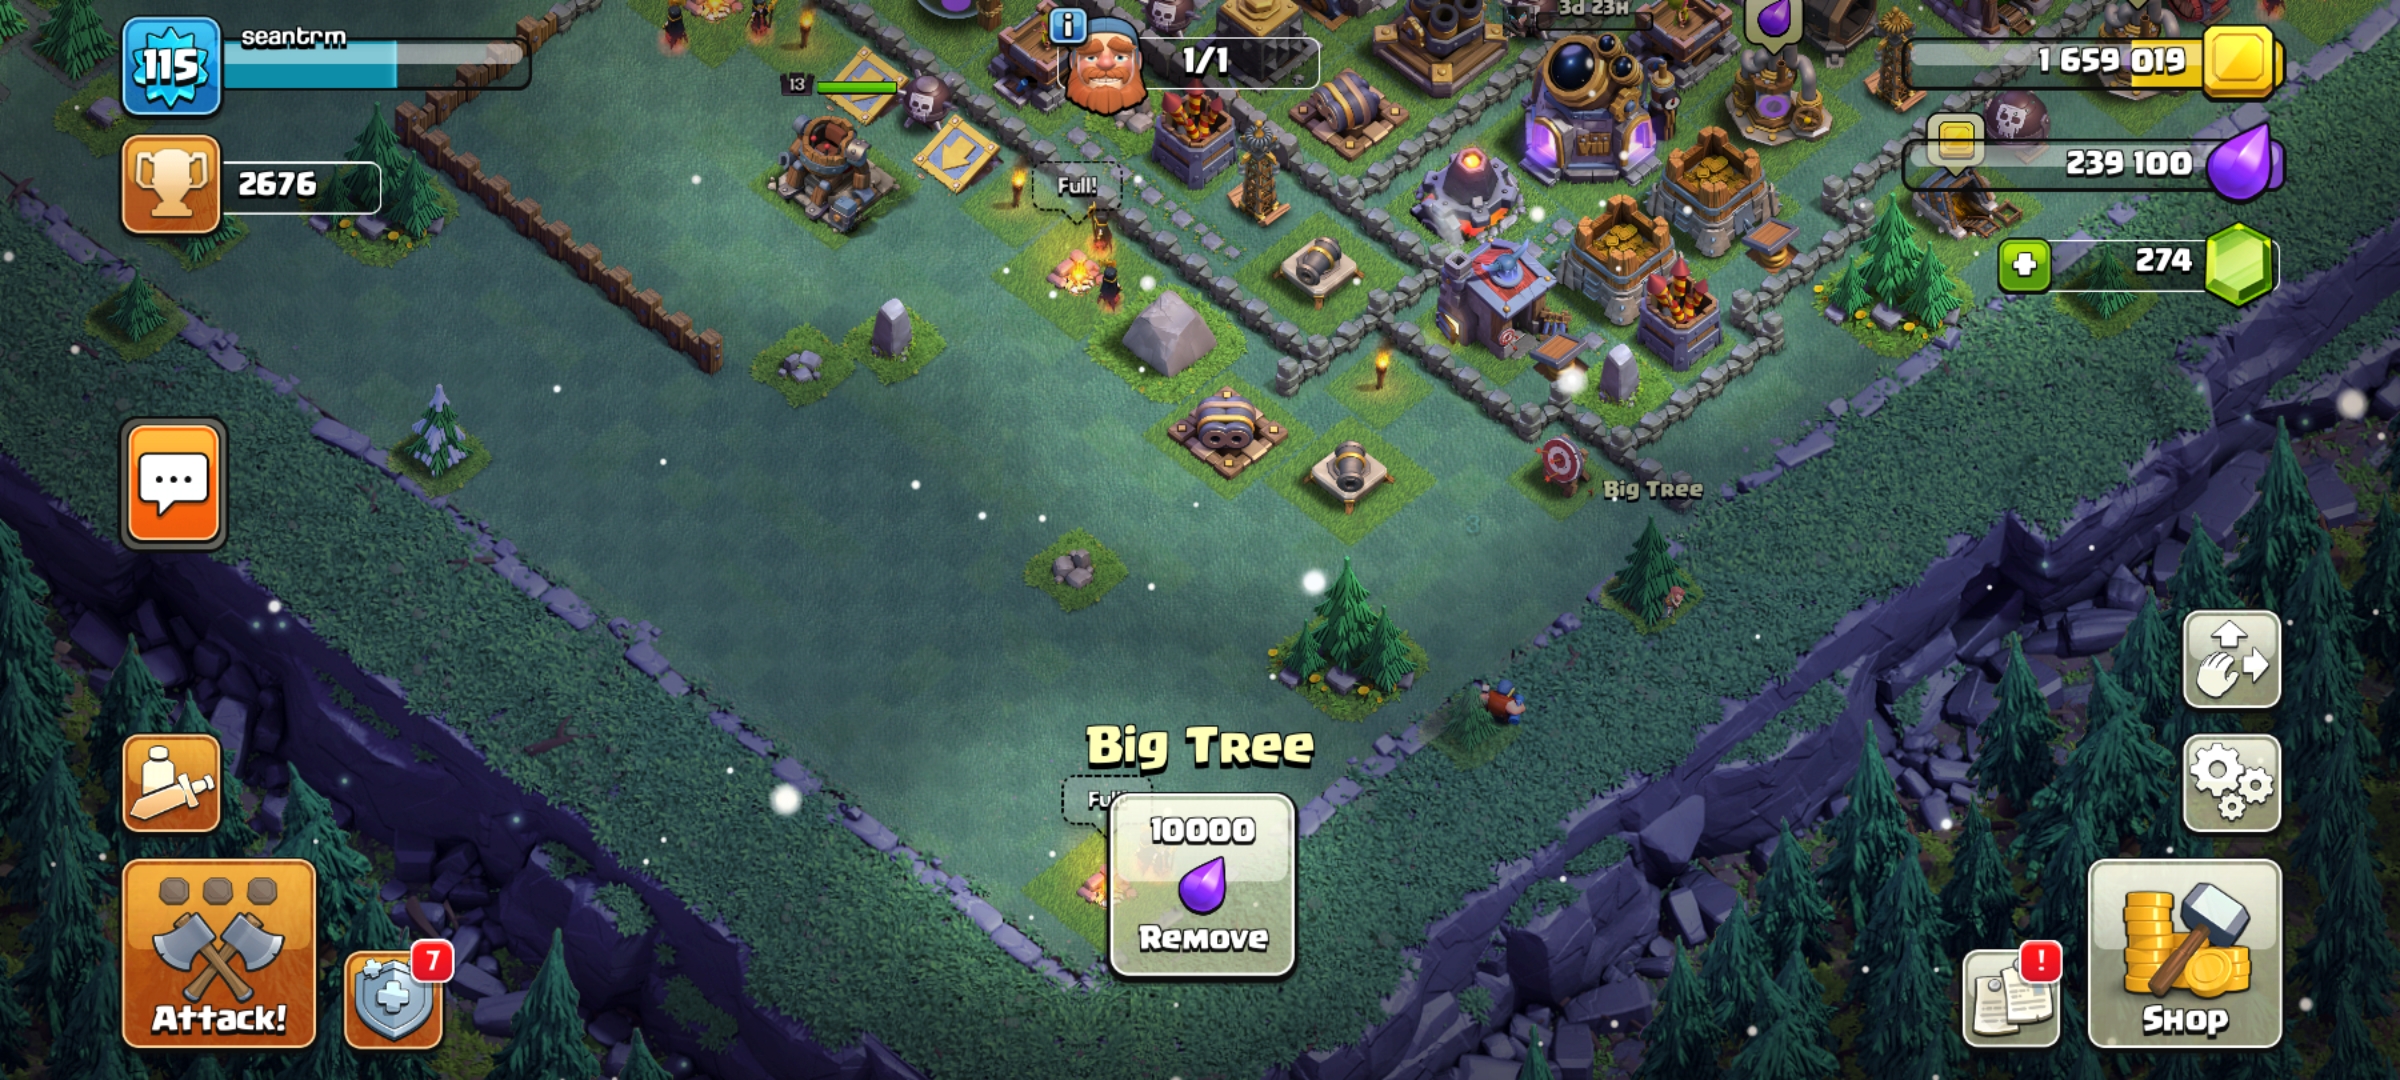 115
seantrm
1/1
3d 23H
1 659 019
13
2676
Full!
239 100
274
Big Tree
Big Tree
Full!
10000
Remove
Attack!
7
!
Shop